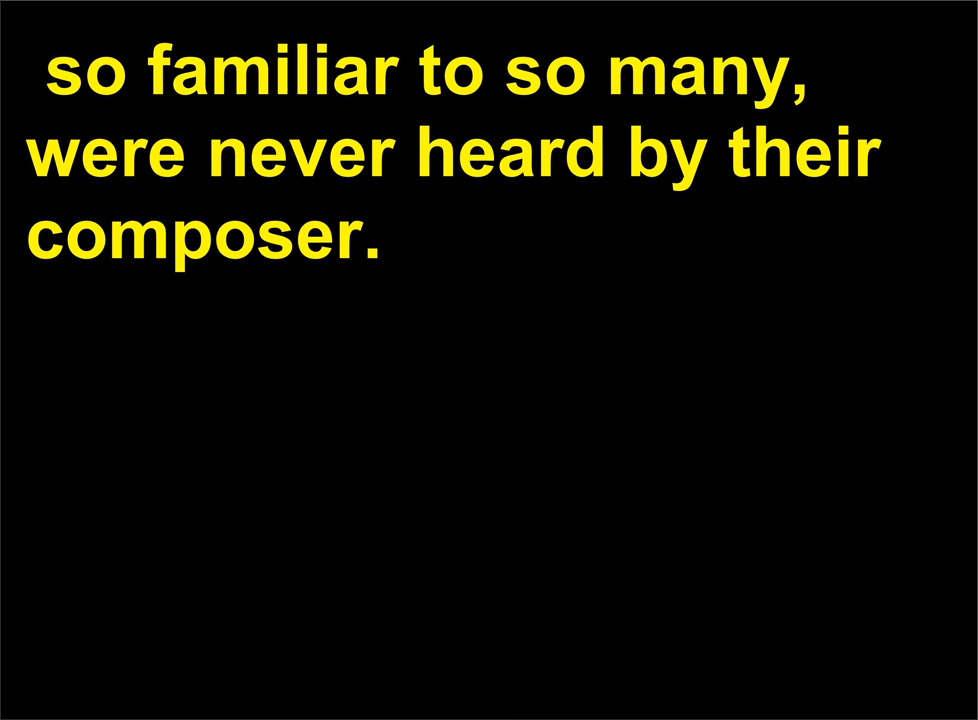 so familiar to so many,
were never heard by their
composer.